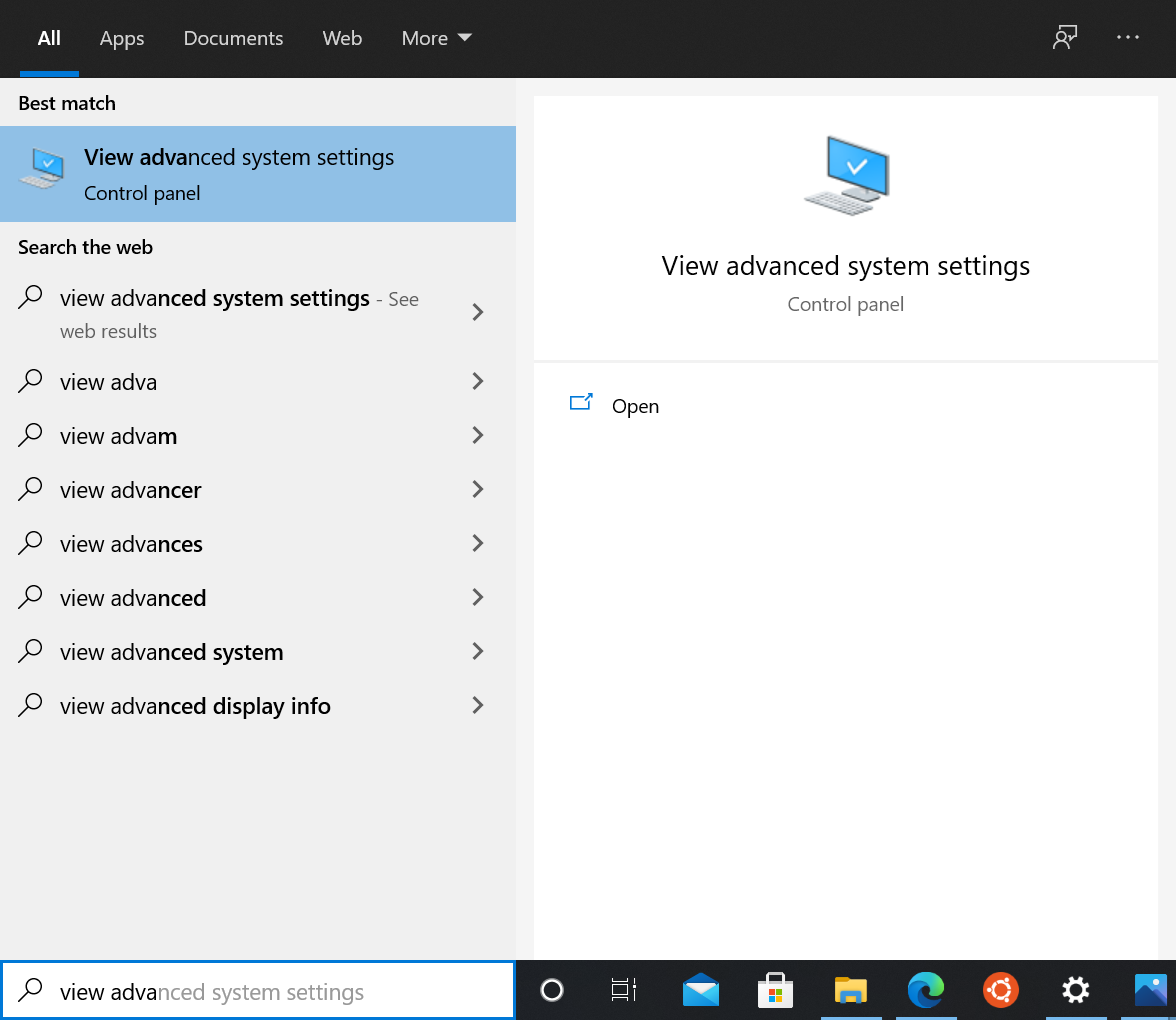 All Apps Documents Web More
Best match
View advanced system settings
Control panel
Search the web
view advanced system settings - See
web results
view adva
view advam
view advancer
view advances
view advanced
view advanced system
view advanced display info
View advanced system settings
Control panel
Open
view advanced system settings